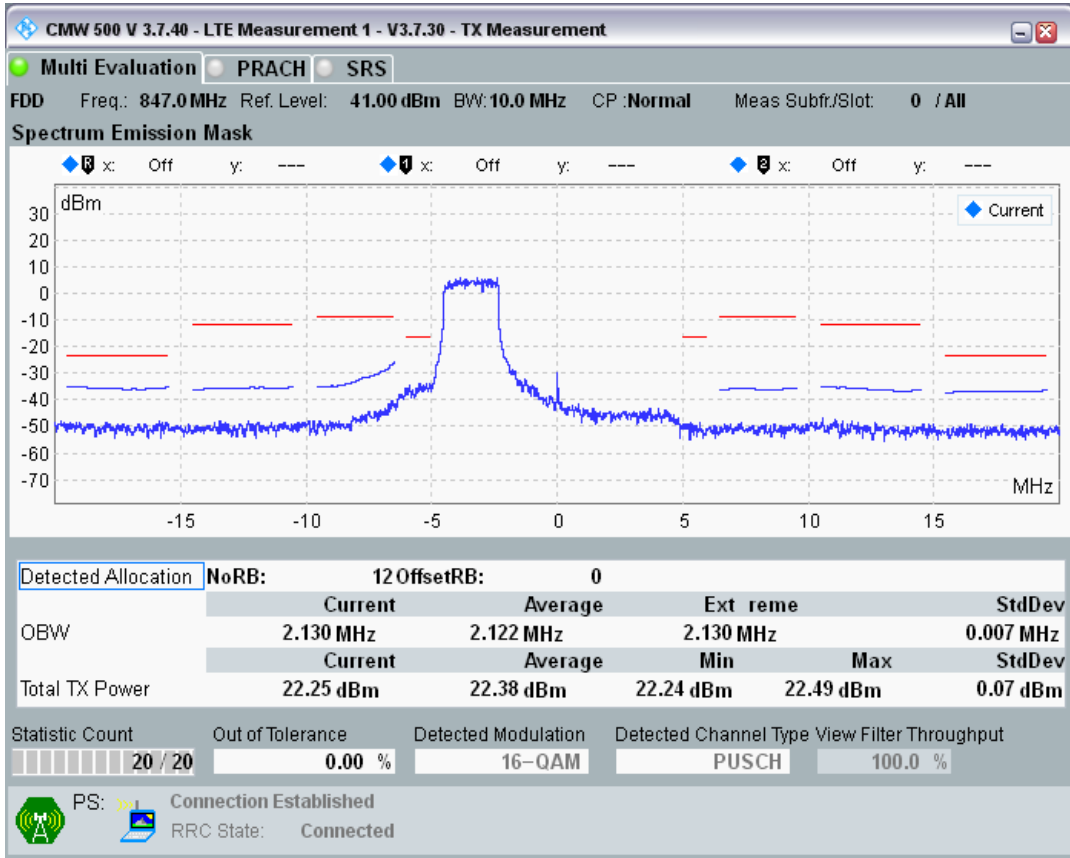 CMW 500 V 3.7.40 - LTE Measurement 1 - V3.7.30 - TX Measurement
Multi Evaluation PRACH SRS
FDD Freq.: 847.0 MHz Ref. Level: 41.00 dBm BW: 10.0 MHz CP :Normal Meas Subfr./Slot: 0 / All
Spectrum Emission Mask
R x: Off y: --- 1 x: Off y: --- 2 x: Off y: ---
dBm
Current
30
20
10
0
-10
-20
-30
-40
-50
-60
-70
MHz
-15 -10 -5 0 5 10 15
Detected Allocation NoRB: 12 OffsetRB: 0
Current Average Ext reme StdDev
OBW 2.130 MHz 2.122 MHz 2.130 MHz 0.007 MHz
Current Average Min Max StdDev
Total TX Power 22.25 dBm 22.38 dBm 22.24 dBm 22.49 dBm 0.07 dBm
Statistic Count Out of Tolerance Detected Modulation Detected Channel Type View Filter Throughput
20 / 20 0.00 % 16-QAM PUSCH 100.0 %
PS: Connection Established
RRC State: Connected